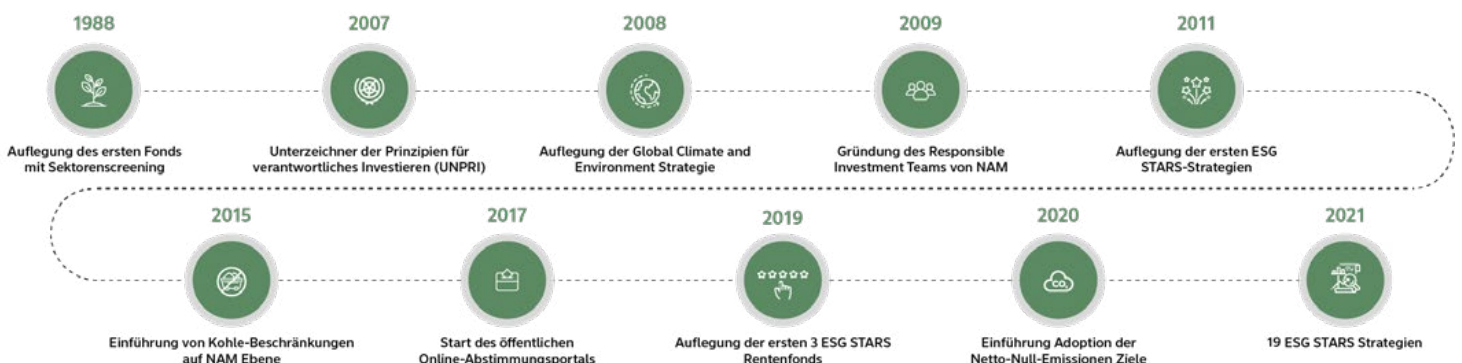 1988
2007
2008
2009
2011
Auflegung des ersten Fonds
mit Sektorenscreening
Unterzeichner der Prinzipien für
verantwortliches Investieren (UNPRI)
Auflegung der Global Climate and
Environment Strategie
Gründung des Responsible
Investment Teams von NAM
Auflegung der ersten ESG
STARS-Strategien
2015
2017
2019
2020
2021
CO₂
Einführung von Kohle-Beschränkungen
auf NAM Ebene
Start des öffentlichen
Online-Abstimmungsportals
Auflegung der ersten 3 ESG STARS
Rentenfonds
Einführung Adoption der
Netto-Null-Emissionen Ziele
19 ESG STARS Strategien